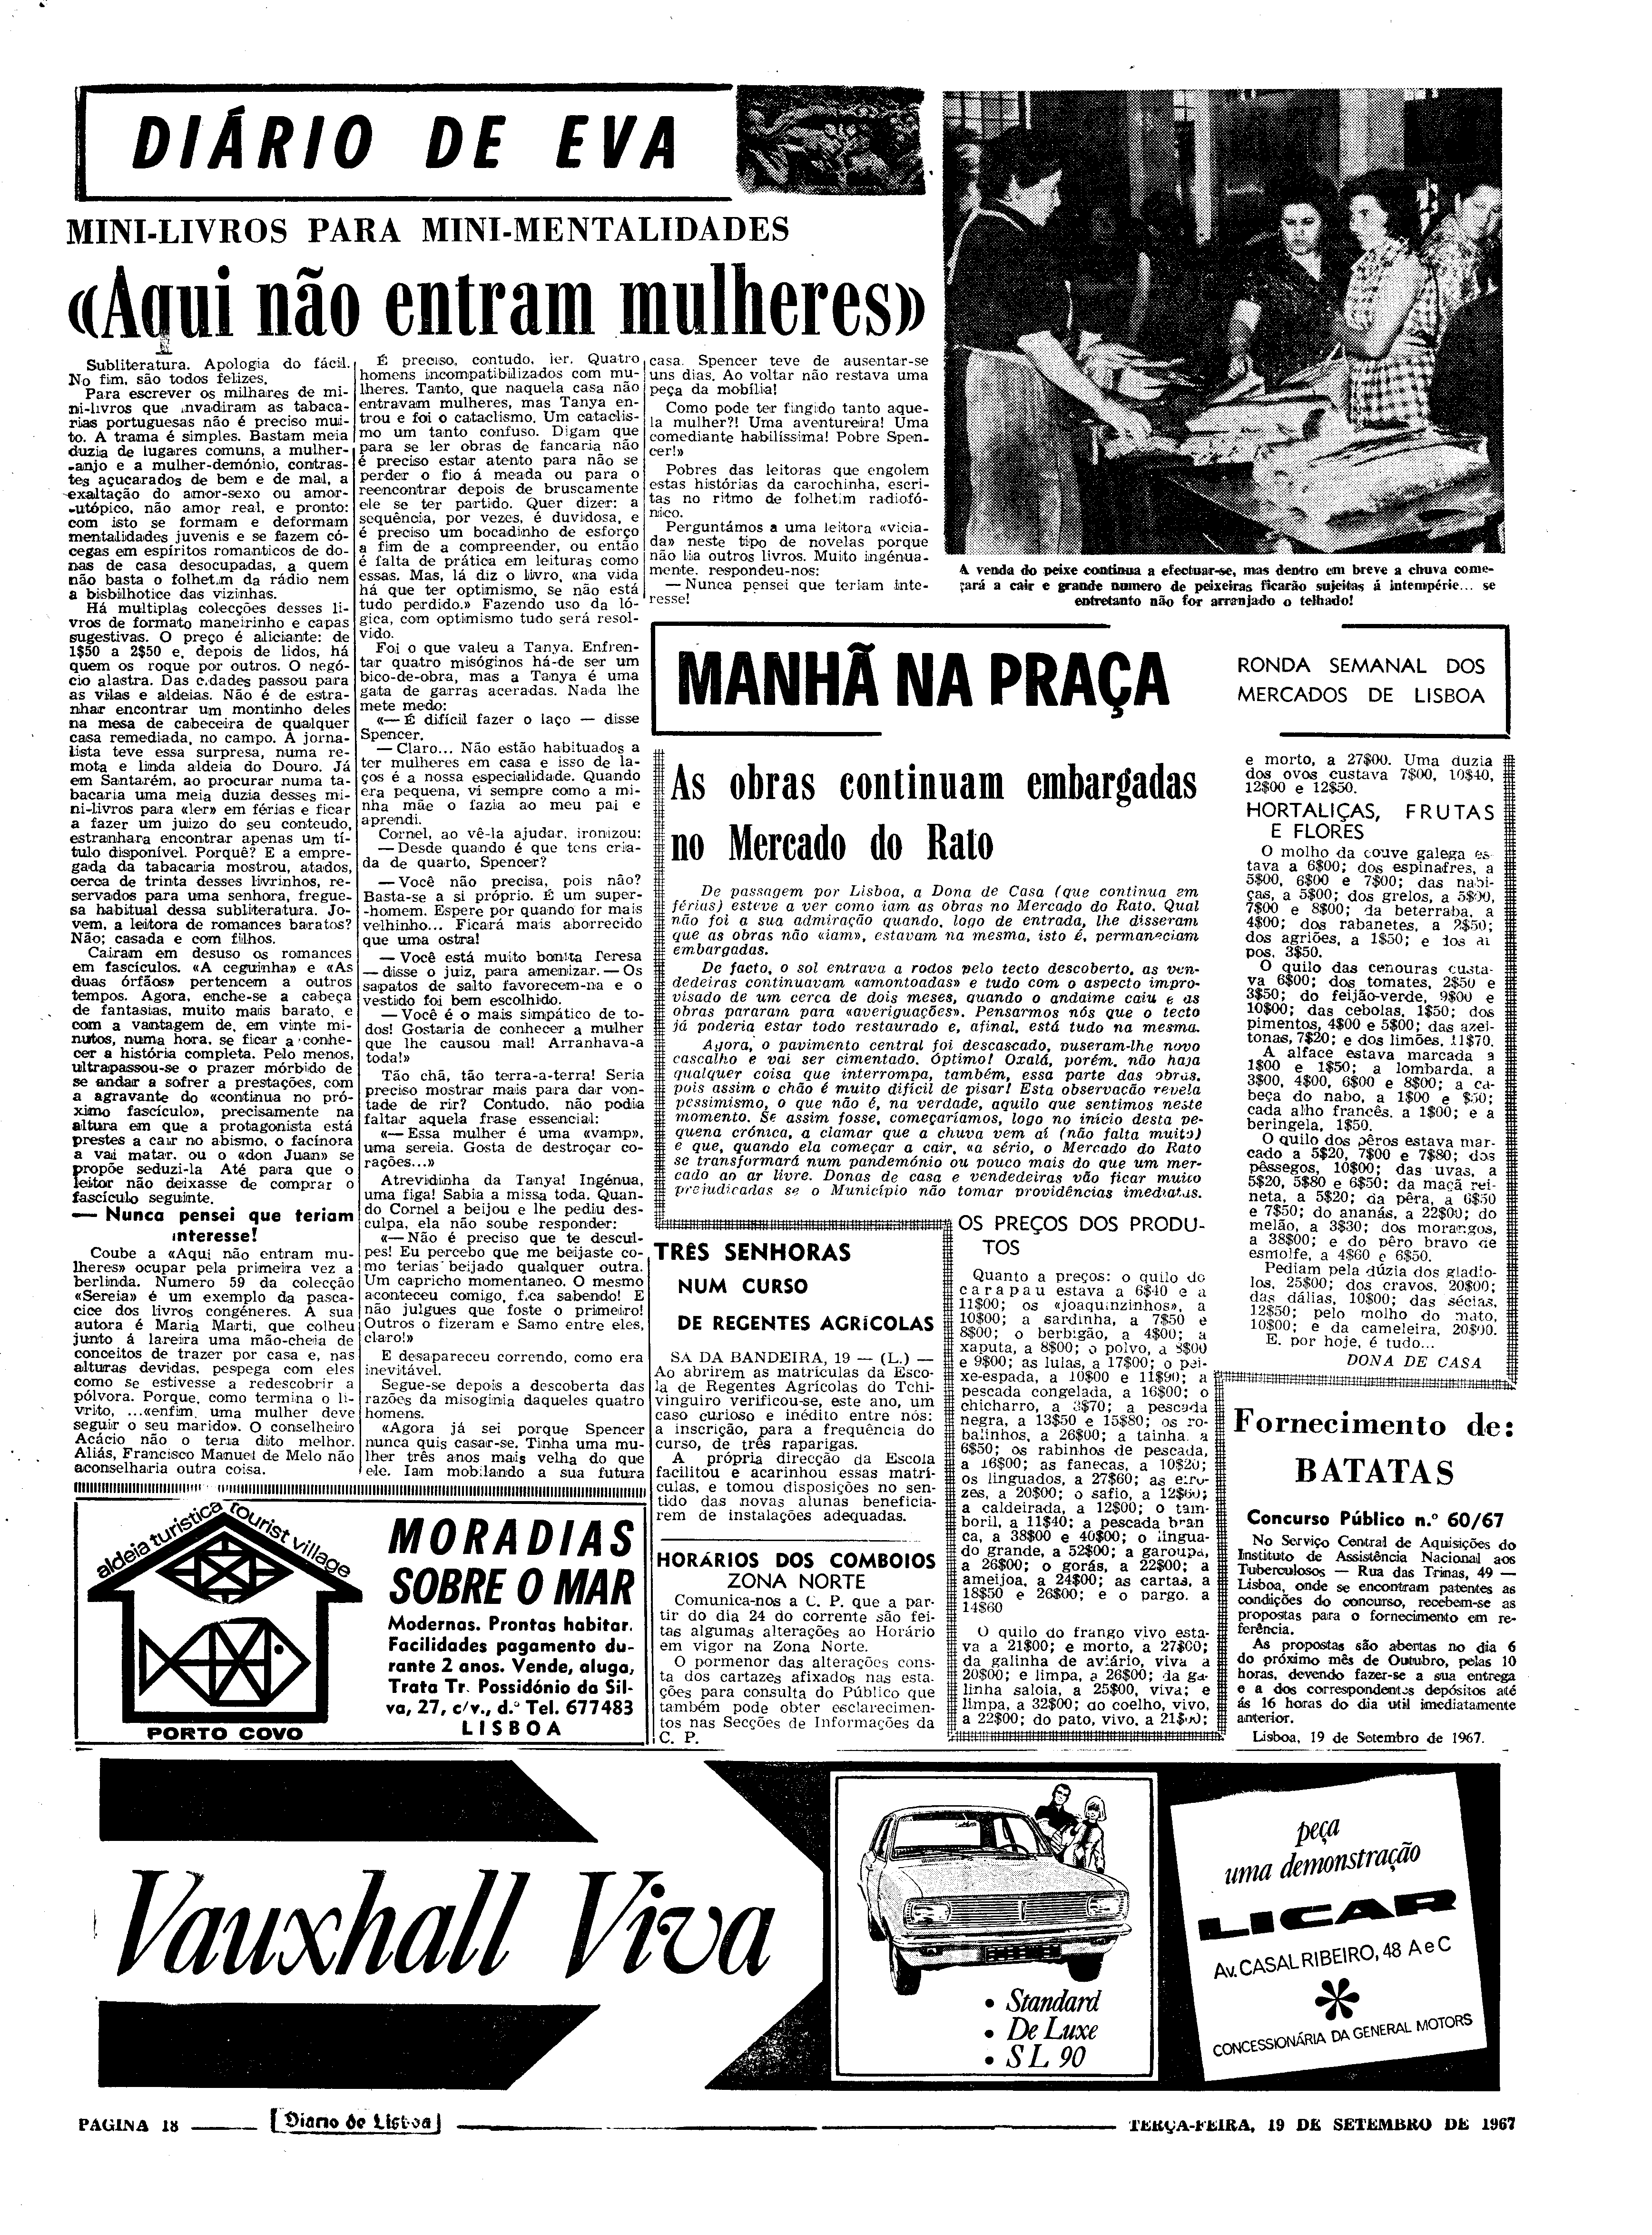 DIÁRIO DE EVA
MINI-LIVROS PARA MINI-MENTALIDADES
«Aqui não entram mulheres»
Subliteratura. Apologia do fácil.
No fim, são todos felizes.
Para escrever os milhares de mi-
ni-livros que invadiram as tabaca-
rias portuguesas não é preciso mui-
to. A trama é simples. Bastam meia
duzia de lugares comuns, a mulher-
-anjo e a mulher-demónio, contras-
tes açucarados de bem e de mal, a
exaltação do amor-sexo ou amor-
-utópico, não amor real, e pronto:
com isto se formam e deformam
mentalidades juvenis e se fazem có-
cegas em espíritos romanticos de do-
nas de casa desocupadas, a quem
não basta o folhetim da rádio nem
a bisbilhotice das vizinhas.
Há multiplas colecções desses li-
vros de formato maneirinho e capas
sugestivas. O preço é aliciante: de
1$50 a 2$50 e, depois de lidos, há
quem os troque por outros. O negó-
cio alastra. Das cidades passou para
as vilas e aldeias. Não é de estra-
nhar encontrar um montinho deles
na mesa de cabeceira de qualquer
casa remediada, no campo. A jorna-
lista teve essa surpresa, numa re-
mota e linda aldeia do Douro. Já
em Santarém, ao procurar numa ta-
bacaria uma meia duzia desses mi-
ni-livros para «ler» em férias e ficar
a fazer um juizo do seu conteudo,
estranhara encontrar apenas um tí-
tulo disponível. Porquê? E a empre-
gada da tabacaria mostrou, atados,
cerca de trinta desses livrinhos, re-
servados para uma senhora, fregue-
sa habitual dessa subliteratura. Jo-
vem, a leitora de romances baratos?
Não; casada e com filhos.
Cairam em desuso os romances
em fascículos. «A ceguinha» e «As
duas órfãos» pertencem a outros
tempos. Agora, enche-se a cabeça
de fantasias, muito mais barato, e
com a vantagem de, em vinte mi-
nutos, numa hora, se ficar a conhe-
cer a história completa. Pelo menos,
ultrapassou-se o prazer mórbido de
se andar a sofrer a prestações, com
a agravante do «continua no pró-
ximo fascículo», precisamente na
altura em que a protagonista está
prestes a cair no abismo, o facínora
a vai matar, ou o «don Juan» se
propõe seduzi-la Até para que o
leitor não deixasse de comprar o
fascículo seguinte.
— Nunca pensei que teriam
interesse!
Coube a «Aqui não entram mu-
lheres» ocupar pela primeira vez a
berlinda. Numero 59 da colecção
«Sereia» é um exemplo da pasca-
cice dos livros congéneres. A sua
autora é Maria Marti, que colheu
junto á lareira uma mão-cheia de
conceitos de trazer por casa e, nas
alturas devidas, pespega com eles
como se estivesse a redescobrir a
pólvora. Porque, como termina o li-
vrito, ...«enfim, uma mulher deve
seguir o seu marido». O conselheiro
Acácio não o teria dito melhor.
Aliás, Francisco Manuel de Melo não
aconselharia outra coisa.
É preciso, contudo, ler. Quatro
homens incompatibilizados com mu-
lheres. Tanto, que naquela casa não
entravam mulheres, mas Tanya en-
trou e foi o cataclismo. Um cataclis-
mo um tanto confuso. Digam que
para se ler obras de fancaria não
é preciso estar atento para não se
perder o fio á meada ou para o
reencontrar depois de bruscamente
ele se ter partido. Quer dizer: a
sequência, por vezes, é duvidosa, e
é preciso um bocadinho de esforço
a fim de a compreender, ou então
é falta de prática em leituras como
essas. Mas, lá diz o livro, «na vida
há que ter optimismo, se não está
tudo perdido.» Fazendo uso da ló-
gica, com optimismo tudo será resol-
vido.
Foi o que valeu a Tanya. Enfren-
tar quatro misóginos há-de ser um
bico-de-obra, mas a Tanya é uma
gata de garras aceradas. Nada lhe
mete medo:
«— É difícil fazer o laço — disse
Spencer.
— Claro... Não estão habituados a
ter mulheres em casa e isso de la-
ços é a nossa especialidade. Quando
era pequena, vi sempre como a mi-
nha mãe o fazia ao meu pai e
aprendi.
Cornel, ao vê-la ajudar, ironizou:
— Desde quando é que tens cria-
da de quarto, Spencer?
— Você não precisa, pois não?
Basta-se a si próprio. É um super-
-homem. Espere por quando for mais
velhinho... Ficará mais aborrecido
que uma ostra!
— Você está muito bonita Teresa
— disse o juiz, para amenizar. — Os
sapatos de salto favorecem-na e o
vestido foi bem escolhido.
— Você é o mais simpático de to-
dos! Gostaria de conhecer a mulher
que lhe causou mal! Arranhava-a
toda!»
Tão chã, tão terra-a-terra! Seria
preciso mostrar mais para dar von-
tade de rir? Contudo, não podia
faltar aquela frase essencial:
«— Essa mulher é uma «vamp»,
uma sereia. Gosta de destroçar co-
rações...»
Atrevidinha da Tanya! Ingénua,
uma figa! Sabia a missa toda. Quan-
do Cornel a beijou e lhe pediu des-
culpa, ela não soube responder:
«— Não é preciso que te descul-
pes! Eu percebo que me beijaste co-
mo terias beijado qualquer outra.
Um capricho momentaneo. O mesmo
aconteceu comigo, fica sabendo! E
não julgues que foste o primeiro!
Outros o fizeram e Samo entre eles,
claro!»
E desapareceu correndo, como era
inevitável.
Segue-se depois a descoberta das
razões da misoginia daqueles quatro
homens.
«Agora já sei porque Spencer
nunca quis casar-se. Tinha uma mu-
lher três anos mais velha do que
ele. Iam mobilando a sua futura
casa. Spencer teve de ausentar-se
uns dias. Ao voltar não restava uma
peça da mobília!
Como pode ter fingido tanto aque-
la mulher?! Uma aventureira! Uma
comediante habilíssima! Pobre Spen-
cer!»
Pobres das leitoras que engolem
estas histórias da carochinha, escri-
tas no ritmo de folhetim radiofó-
nico.
Perguntámos a uma leitora «vicia-
da» neste tipo de novelas porque
não lia outros livros. Muito ingénua-
mente, respondeu-nos:
— Nunca pensei que teriam inte-
resse!
A venda do peixe continua a efectuar-se, mas dentro em breve a chuva come-
çará a cair e grande numero de peixeiras ficarão sujeitas á intempérie... se
entretanto não for arranjado o telhado!
MANHÃ NA PRAÇA
RONDA SEMANAL DOS
MERCADOS DE LISBOA
As obras continuam embargadas
no Mercado do Rato
De passagem por Lisboa, a Dona de Casa (que continua em
férias) esteve a ver como iam as obras no Mercado do Rato. Qual
não foi a sua admiração quando, logo de entrada, lhe disseram
que as obras não «iam», estavam na mesma, isto é, permaneciam
embargadas.
De facto, o sol entrava a rodos pelo tecto descoberto, as ven-
dedeiras continuavam «amontoadas» e tudo com o aspecto impro-
visado de um cerca de dois meses, quando o andaime caiu e as
obras pararam para «averiguações». Pensarmos nós que o tecto
já poderia estar todo restaurado e, afinal, está tudo na mesma.
Agora, o pavimento central foi descascado, puseram-lhe novo
cascalho e vai ser cimentado. Óptimo! Oxalá, porém, não haja
qualquer coisa que interrompa, também, essa parte das obras,
pois assim o chão é muito difícil de pisar! Esta observação revela
pessimismo, o que não é, na verdade, aquilo que sentimos neste
momento. Se assim fosse, começaríamos, logo no início desta pe-
quena crónica, a clamar que a chuva vem aí (não falta muito)
e que, quando ela começar a cair, «a sério, o Mercado do Rato
se transformará num pandemónio ou pouco mais do que um mer-
cado ao ar livre. Donas de casa e vendedeiras vão ficar muito
prejudicadas se o Município não tomar providências imediatas.
TRÊS SENHORAS
NUM CURSO
DE REGENTES AGRÍCOLAS
SÁ DA BANDEIRA, 19 — (L.) —
Ao abrirem as matrículas da Esco-
la de Regentes Agrícolas do Tchi-
vinguiro verificou-se, este ano, um
caso curioso e inédito entre nós:
a inscrição, para a frequência do
curso, de três raparigas.
A própria direcção da Escola
facilitou e acarinhou essas matrí-
culas, e tomou disposições no sen-
tido das novas alunas beneficia-
rem de instalações adequadas.
HORÁRIOS DOS COMBOIOS
ZONA NORTE
Comunica-nos a C. P. que a par-
tir do dia 24 do corrente são fei-
tas algumas alterações ao Horário
em vigor na Zona Norte.
O pormenor das alterações cons-
ta dos cartazes afixados nas esta-
ções para consulta do Público que
também pode obter esclarecimen-
tos nas Secções de Informações da
C. P.
OS PREÇOS DOS PRODU-
TOS
Quanto a preços: o quilo do
carapau estava a 6$40 e a
11$00; os «joaquinzinhos», a
10$00; a sardinha, a 7$50 e
8$00; o berbigão, a 4$00; a
xaputa, a 8$00; o polvo, a 8$00
e 9$00; as lulas, a 17$00; o pei-
xe-espada, a 10$00 e 11$90; a
pescada congelada, a 16$00; o
chicharro, a 3$70; a pescada
negra, a 13$50 e 15$80; os ro-
balinhos, a 26$00; a tainha, a
6$50; os rabinhos de pescada,
a 16$00; as fanecas, a 10$20;
os linguados, a 27$60; as eiro-
zes, a 20$00; o safio, a 12$60;
a caldeirada, a 12$00; o tam-
boril, a 11$40; a pescada bran
ca, a 38$00 e 40$00; o lingua-
do grande, a 52$00; a garoupa,
a 26$00; o gorás, a 22$00; a
ameijoa, a 24$00; as cartas, a
18$50 e 26$00; e o pargo, a
14$60
O quilo do frango vivo esta-
va a 21$00; e morto, a 27$00;
da galinha de aviário, viva a
20$00; e limpa, a 26$00; da ga-
linha saloia, a 25$00, viva; e
limpa, a 32$00; do coelho, vivo,
a 22$00; do pato, vivo, a 21$00;
e morto, a 27$00. Uma duzia
dos ovos custava 7$00, 10$40,
12$00 e 12$50.
HORTALIÇAS, FRUTAS
E FLORES
O molho da couve galega es-
tava a 6$00; dos espinafres, a
5$00, 6$00 e 7$00; das nabi-
ças, a 5$00; dos grelos, a 5$00,
7$00 e 8$00; da beterraba, a
4$00; dos rabanetes, a 2$50;
dos agriões, a 1$50; e dos ai
pos, 3$50.
O quilo das cenouras custa-
va 6$00; dos tomates, 2$50 e
3$50; do feijão-verde, 9$00 e
10$00; das cebolas, 1$50; dos
pimentos, 4$00 e 5$00; das azei-
tonas, 7$20; e dos limões, 11$70.
A alface estava marcada a
1$00 e 1$50; a lombarda, a
3$00, 4$00, 6$00 e 8$00; a ca-
beça do nabo, a 1$00 e $50;
cada alho francês, a 1$00; e a
beringela, 1$50.
O quilo dos pêros estava mar-
cado a 5$20, 7$00 e 7$80; dos
pêssegos, 10$00; das uvas, a
5$20, 5$80 e 6$50; da maçã rei-
neta, a 5$20; da pêra, a 6$50
e 7$50; do ananás, a 22$00; do
melão, a 3$30; dos morangos,
a 38$00; e do pêro bravo de
esmolfe, a 4$60 e 6$50.
Pediam pela dúzia dos gladio-
los, 25$00; dos cravos, 20$00;
das dálias, 10$00; das sécias,
12$50; pelo molho do mato,
10$00; e da cameleira, 20$00.
E, por hoje, é tudo...
DONA DE CASA
Fornecimento de:
BATATAS
Concurso Público n.º 60/67
No Serviço Central de Aquisições do
Instituto de Assistência Nacional aos
Tuberculosos — Rua das Trinas, 49 —
Lisboa, onde se encontram patentes as
condições do concurso, recebem-se as
propostas para o fornecimento em re-
ferência.
As propostas são abertas no dia 6
do próximo mês de Outubro, pelas 10
horas, devendo fazer-se a sua entrega
e a dos correspondentes depósitos até
ás 16 horas do dia util imediatamente
anterior.
Lisboa, 19 de Setembro de 1967.
aldeia turística tourist village
PORTO COVO
MORADIAS
SOBRE O MAR
Modernas. Prontas habitar.
Facilidades pagamento du-
rante 2 anos. Vende, aluga,
Trata Tr. Possidónio da Sil-
va, 27, c/v., d.ª Tel. 677483
LISBOA
Vauxhall Viva
• Standard
• De Luxe
• SL 90
peça
uma demonstração
LICAR
Av. CASAL RIBEIRO, 48 A e C
CONCESSIONÁRIA DA GENERAL MOTORS
PAGINA 18
Diario de Lisboa
TERÇA-FEIRA, 19 DE SETEMBRO DE 1967